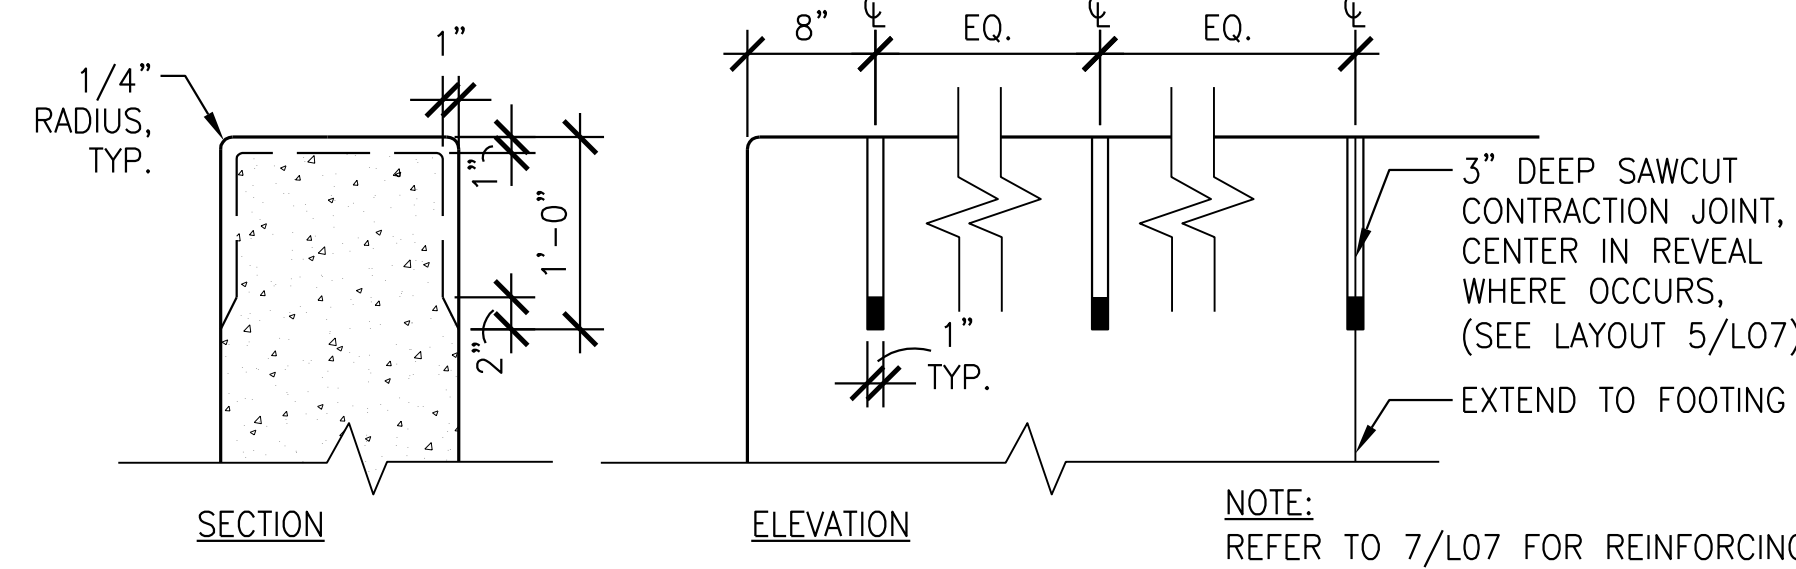 1/4"
RADIUS,
TYP.
1"
1"
1'-0"
2"
SECTION
8"
℄
EQ.
℄
EQ.
℄
1"
TYP.
ELEVATION
3" DEEP SAWCUT
CONTRACTION JOINT,
CENTER IN REVEAL
WHERE OCCURS,
(SEE LAYOUT 5/L07)
EXTEND TO FOOTING
NOTE:
REFER TO 7/L07 FOR REINFORCING